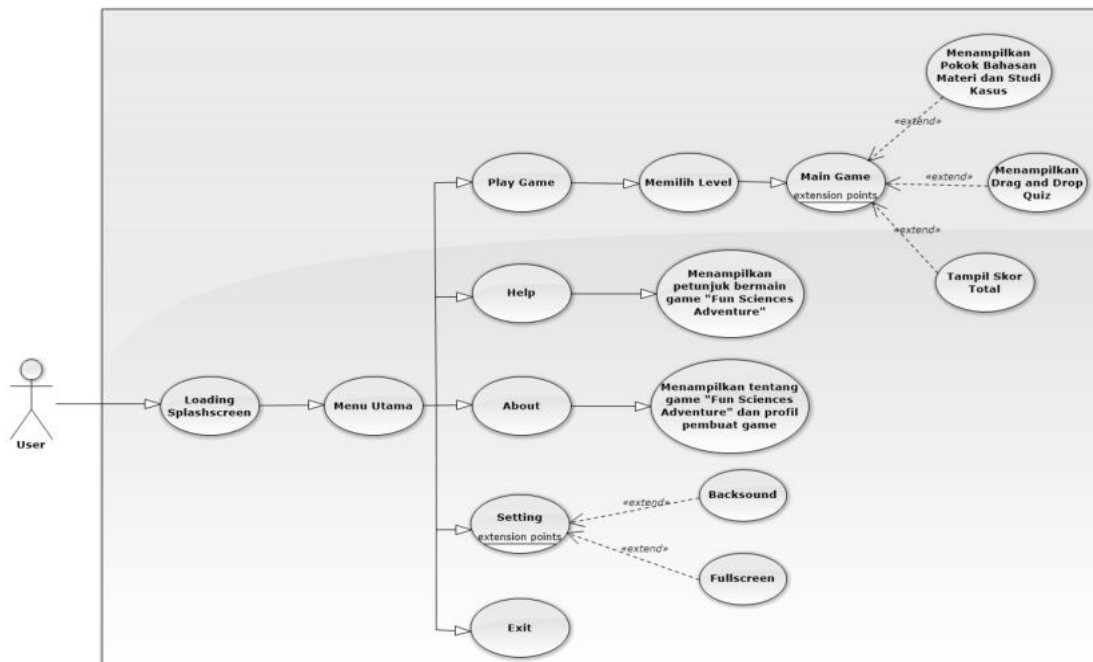 Menampilkan
Pokok Bahasan
Materi dan Studi
Kasus
«extend»
Play Game
Memilih Level
Main Game
extension points
«extend»
Menampilkan
Drag and Drop
Quiz
«extend»
Tampil Skor
Total
Help
Menampilkan
petunjuk bermain
game "Fun Sciences
Adventure"
User
Loading
Splashscreen
Menu Utama
About
Menampilkan tentang
game "Fun Sciences
Adventure" dan profil
pembuat game
Setting
extension points
«extend»
Backsound
«extend»
Fullscreen
Exit